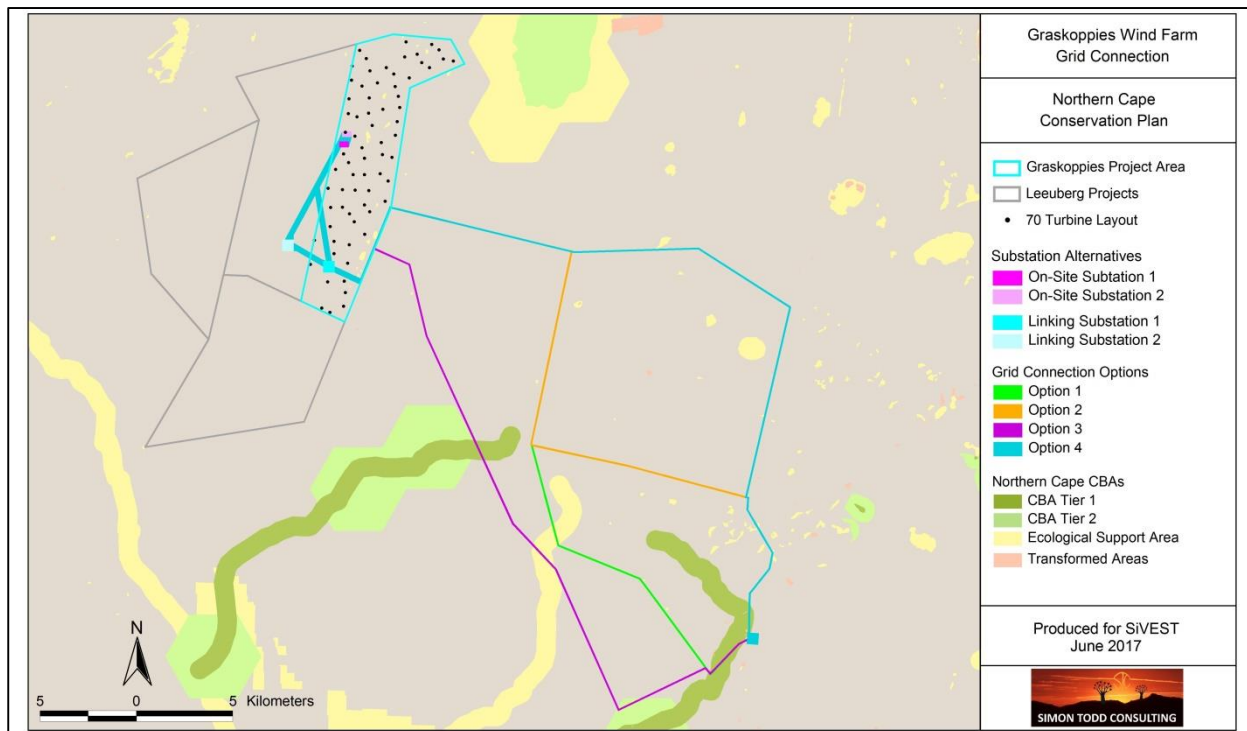 Graskoppies Wind Farm
Grid Connection
Northern Cape
Conservation Plan
Graskoppies Project Area
Leeuberg Projects
70 Turbine Layout
Substation Alternatives
On-Site Subtation 1
On-Site Substation 2
Linking Substation 1
Linking Substation 2
Grid Connection Options
Option 1
Option 2
Option 3
Option 4
Northern Cape CBAs
CBA Tier 1
CBA Tier 2
Ecological Support Area
Transformed Areas
Produced for SiVEST
June 2017
SIMON TODD CONSULTING
N
5 0 5 Kilometers